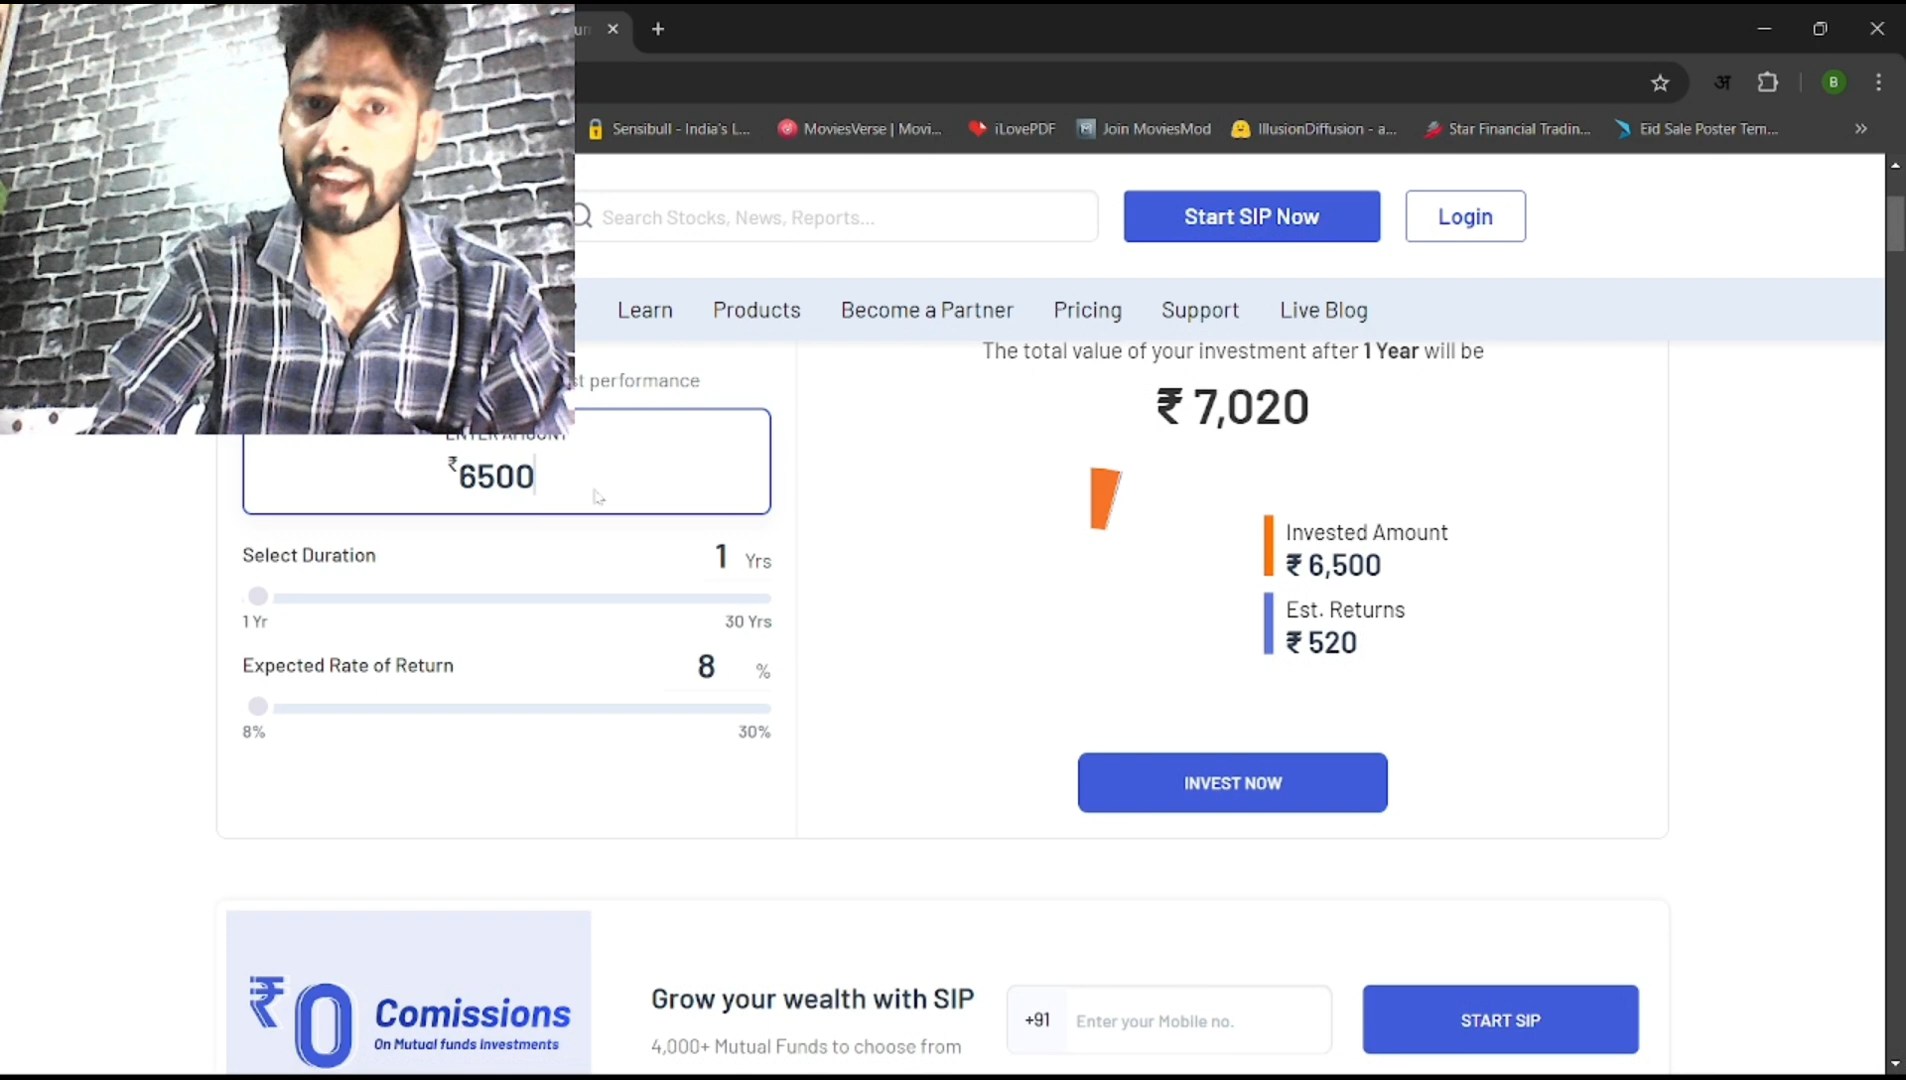 Sensibull - India's L...
MoviesVerse | Movi...
iLovePDF
Join MoviesMod
IllusionDiffusion - a...
Star Financial Tradin...
Eid Sale Poster Tem...
अ
B
Search Stocks, News, Reports...
Start SIP Now
Login
Learn
Products
Become a Partner
Pricing
Support
Live Blog
performance
ENTER AMOUNT
₹6500
Select Duration
1 Yrs
1 Yr
30 Yrs
Expected Rate of Return
8 %
8%
30%
The total value of your investment after 1 Year will be
₹ 7,020
Invested Amount
₹ 6,500
Est. Returns
₹ 520
INVEST NOW
₹0 Comissions
On Mutual funds Investments
Grow your wealth with SIP
4,000+ Mutual Funds to choose from
+91
Enter your Mobile no.
START SIP